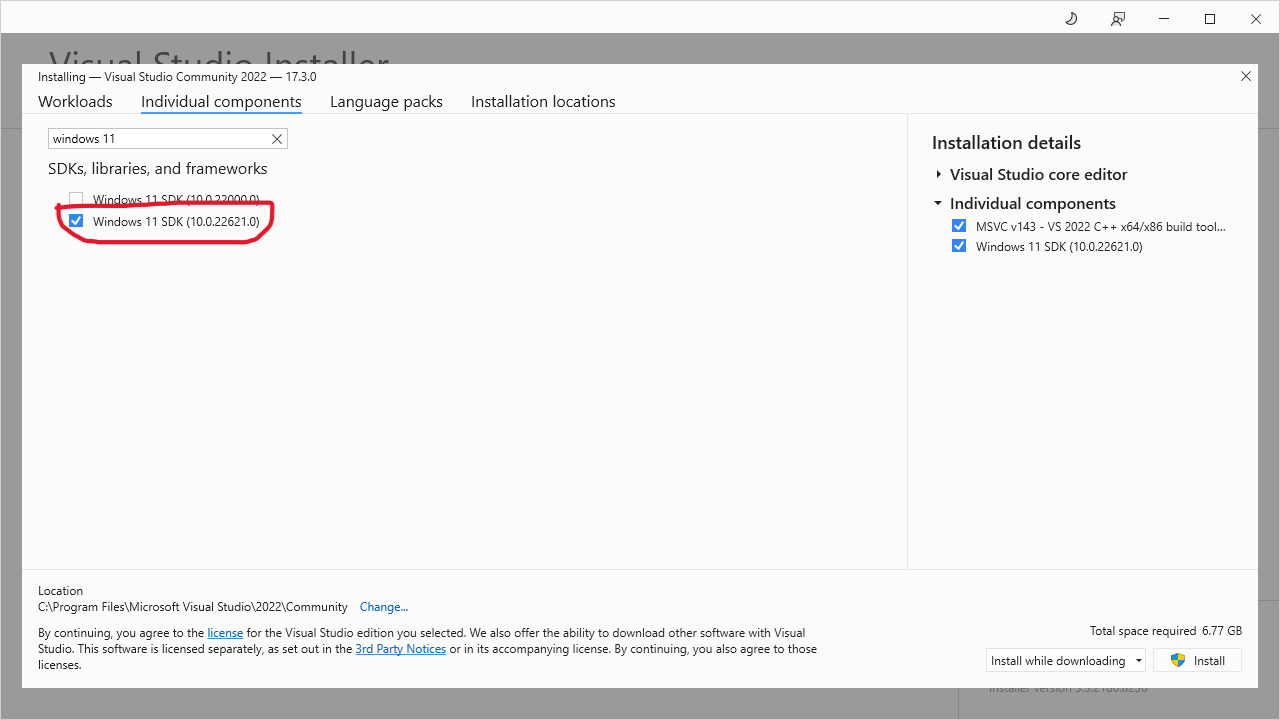 Visual Studio Installer
Installing — Visual Studio Community 2022 — 17.3.0
Workloads Individual components Language packs Installation locations
windows 11
SDKs, libraries, and frameworks
Windows 11 SDK (10.0.22000.0)
Windows 11 SDK (10.0.22621.0)
Installation details
Visual Studio core editor
Individual components
MSVC v143 - VS 2022 C++ x64/x86 build tool...
Windows 11 SDK (10.0.22621.0)
Location
C:\Program Files\Microsoft Visual Studio\2022\Community Change...
By continuing, you agree to the license for the Visual Studio edition you selected. We also offer the ability to download other software with Visual
Studio. This software is licensed separately, as set out in the 3rd Party Notices or in its accompanying license. By continuing, you also agree to those
licenses.
Total space required 6.77 GB
Install while downloading Install
Installer version